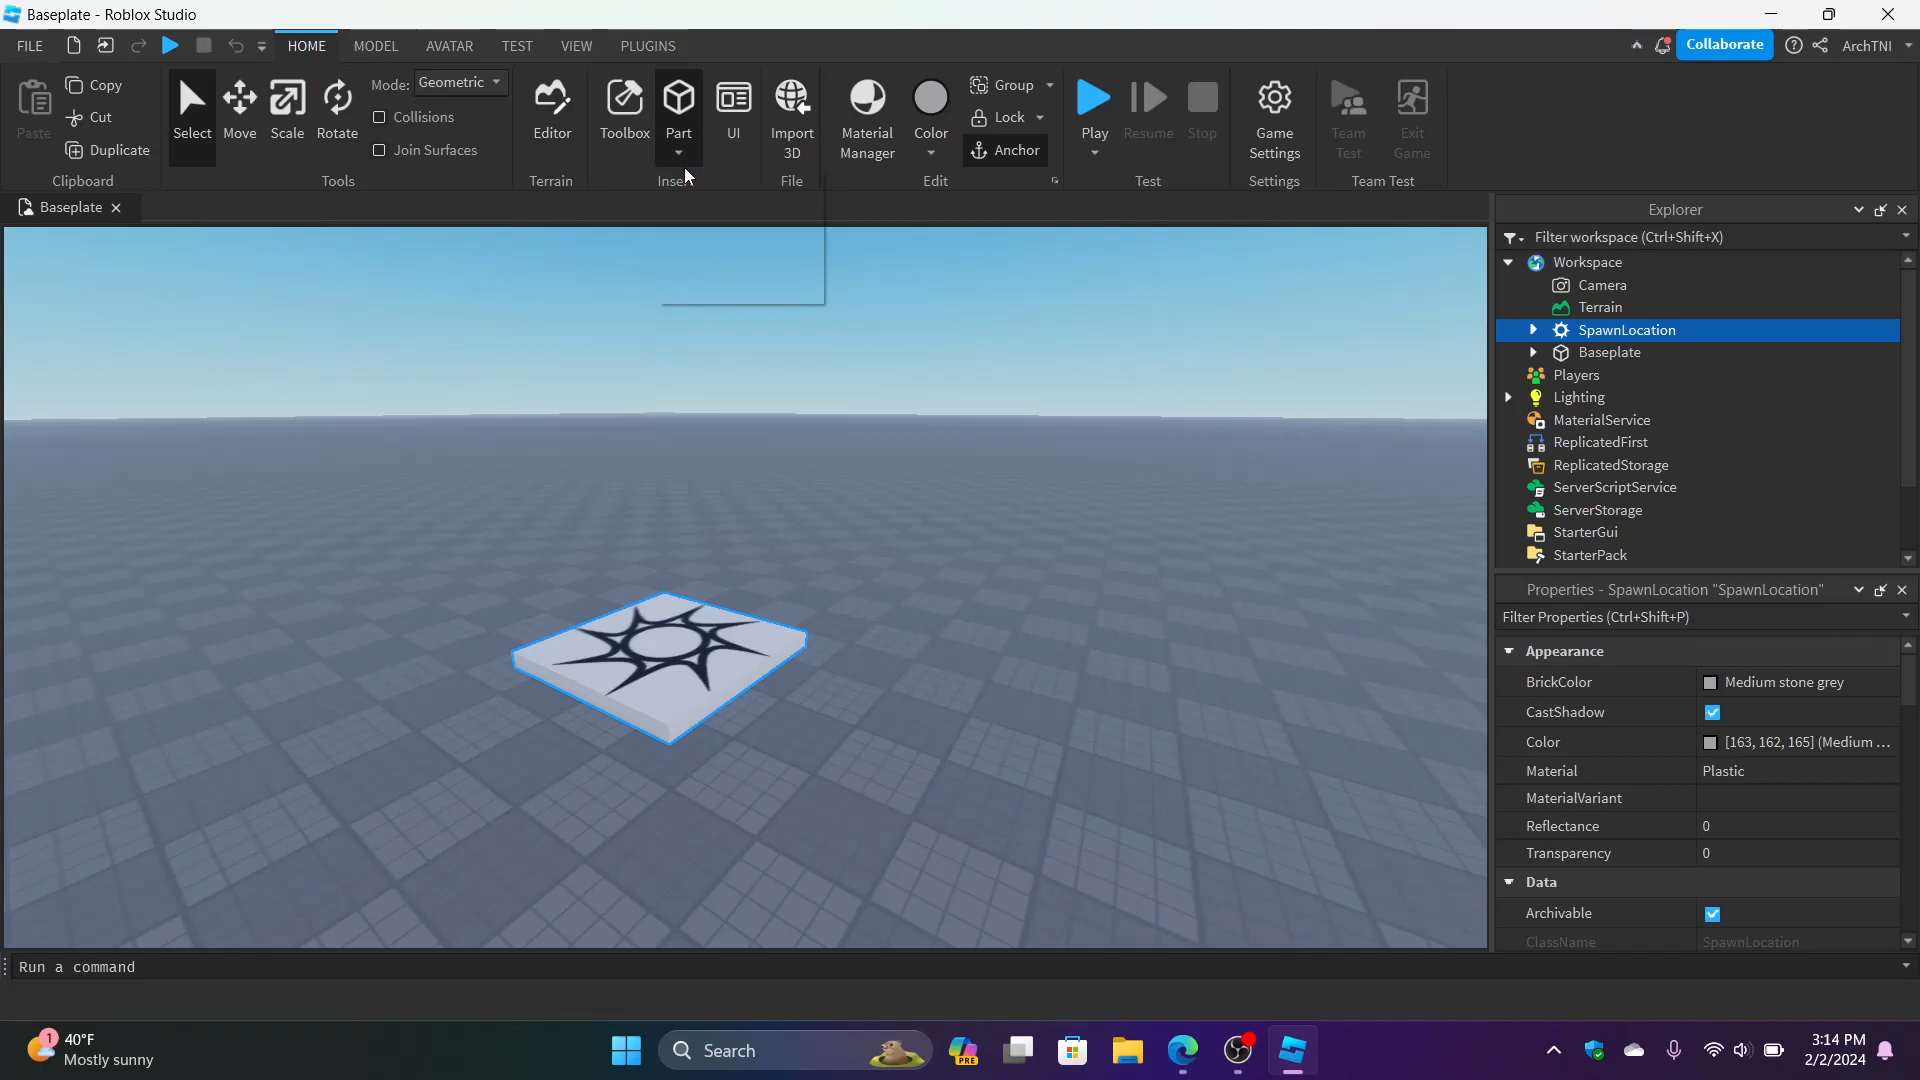 Baseplate - Roblox Studio
FILE HOME MODEL AVATAR TEST VIEW PLUGINS Collaborate ArchTNI
Paste Copy Cut Duplicate Clipboard
Select Move Scale Rotate Mode: Geometric Collisions Join Surfaces Tools
Editor Terrain
Toolbox Part UI
Import 3D File
Material Manager Color Group Lock Anchor Edit
Play Resume Stop Test
Game Settings Settings
Team Test Exit Game Team Test
Baseplate
Explorer
Filter workspace (Ctrl+Shift+X)
Workspace
Camera
Terrain
SpawnLocation
Baseplate
Players
Lighting
MaterialService
ReplicatedFirst
ReplicatedStorage
ServerScriptService
ServerStorage
StarterGui
StarterPack
Properties - SpawnLocation "SpawnLocation"
Filter Properties (Ctrl+Shift+P)
Appearance
BrickColor Medium stone grey
CastShadow
Color [163, 162, 165] (Medium ...
Material Plastic
MaterialVariant
Reflectance 0
Transparency 0
Data
Archivable
ClassName SpawnLocation
Run a command
1 40°F
Mostly sunny
Search
PRE
3:14 PM
2/2/2024